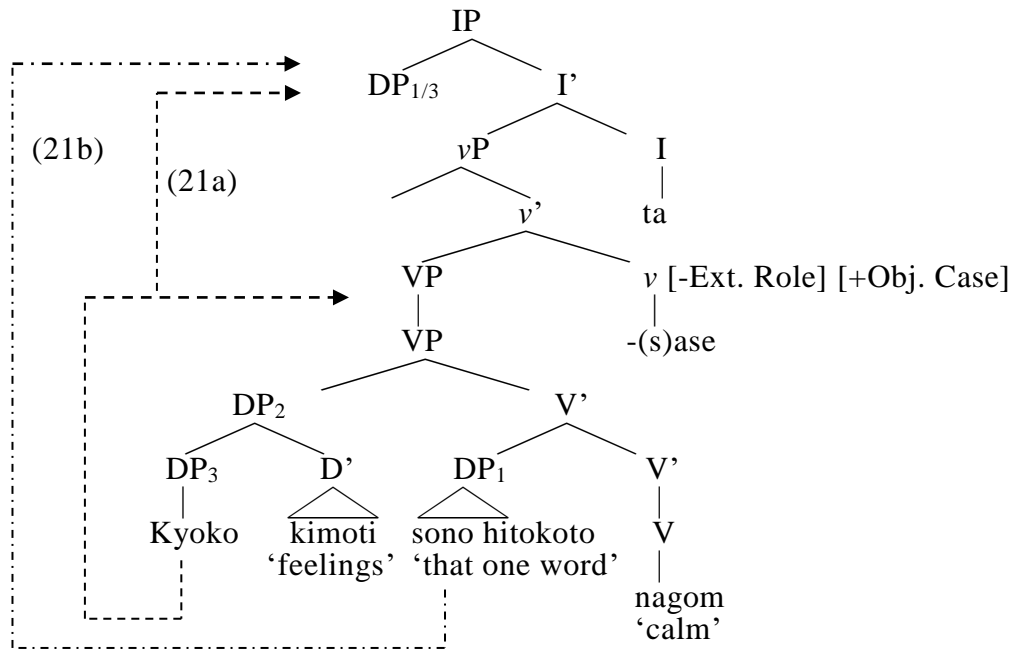 IP
DP1/3 I’
(21b) vP I
(21a)
v’ ta
VP v [-Ext. Role] [+Obj. Case]
VP -(s)ase
DP2 V’
DP3 D’ DP1 V’
Kyoko kimoti sono hitokoto V
‘feelings’ ‘that one word’
nagom
‘calm’